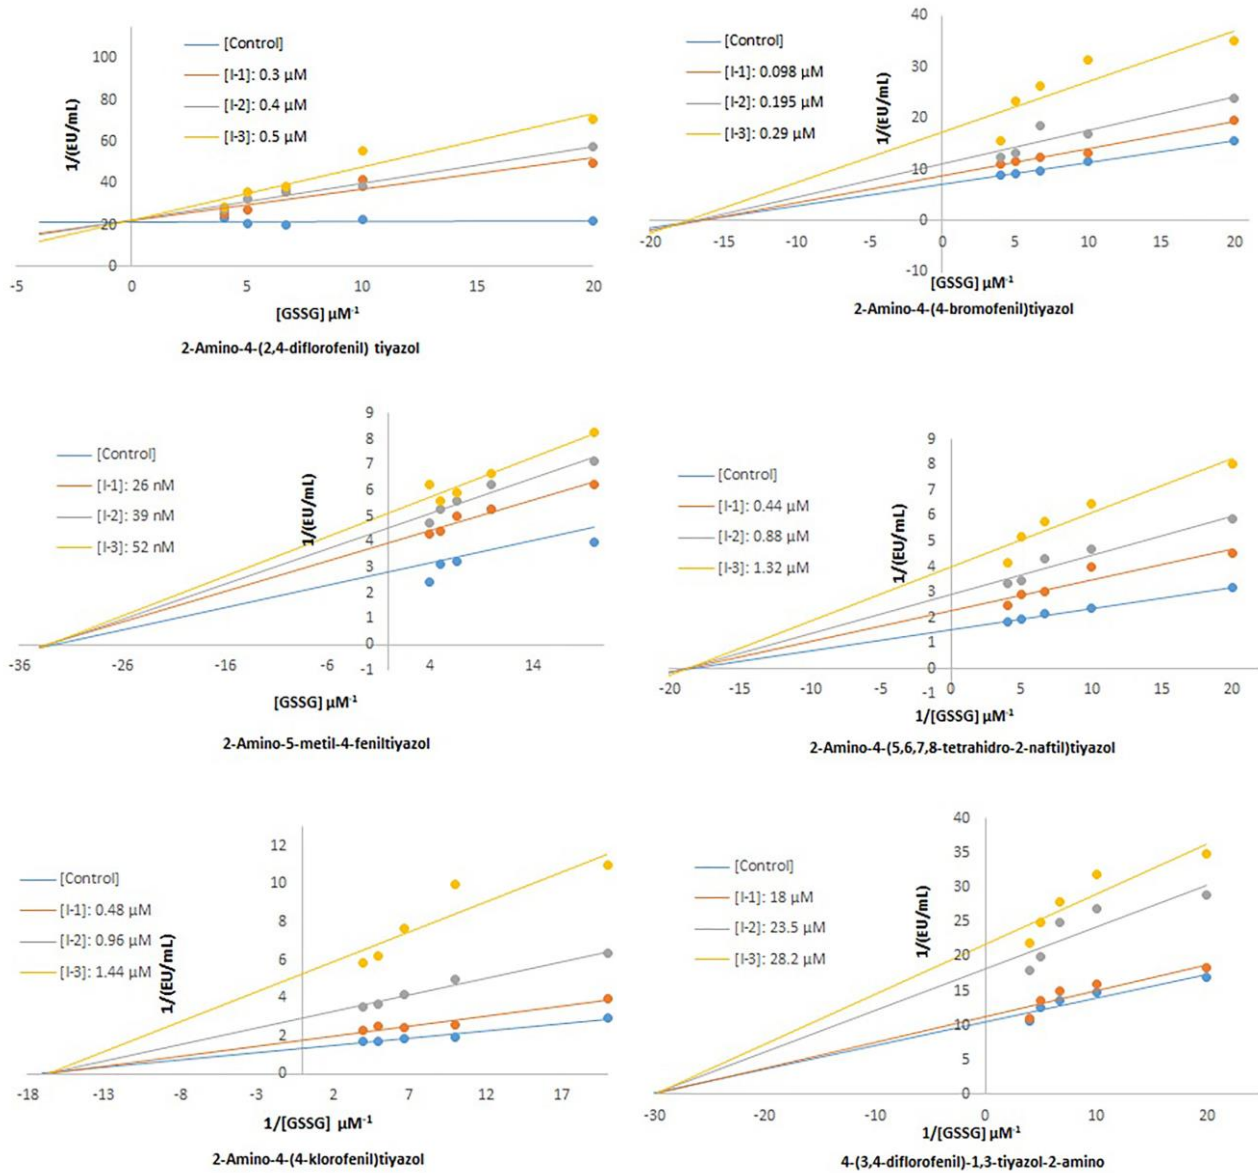 [Control]
[I-1]: 0.3 µM
[I-2]: 0.4 µM
[I-3]: 0.5 µM
1/(EU/mL)
100
80
60
40
20
0
-5 0 5 10 15 20
[GSSG] µM-1
2-Amino-4-(2,4-diflorofenil) tiyazol
[Control]
[I-1]: 0.098 µM
[I-2]: 0.195 µM
[I-3]: 0.29 µM
1/(EU/mL)
40
30
20
10
0
-10
-20 -15 -10 -5 0 5 10 15 20
[GSSG] µM-1
2-Amino-4-(4-bromofenil)tiyazol
[Control]
[I-1]: 26 nM
[I-2]: 39 nM
[I-3]: 52 nM
1/(EU/mL)
9
8
7
6
5
4
3
2
1
0
-1
-36 -26 -16 -6 4 14
[GSSG] µM-1
2-Amino-5-metil-4-feniltiyazol
[Control]
[I-1]: 0.44 µM
[I-2]: 0.88 µM
[I-3]: 1.32 µM
1/(EU/mL)
9
8
7
6
5
4
3
2
1
0
-1
-20 -15 -10 -5 0 5 10 15 20
1/[GSSG] µM-1
2-Amino-4-(5,6,7,8-tetrahidro-2-naftil)tiyazol
[Control]
[I-1]: 0.48 µM
[I-2]: 0.96 µM
[I-3]: 1.44 µM
1/(EU/mL)
12
10
8
6
4
2
0
-18 -13 -8 -3 2 7 12 17
1/[GSSG] µM-1
2-Amino-4-(4-klorofenil)tiyazol
[Control]
[I-1]: 18 µM
[I-2]: 23.5 µM
[I-3]: 28.2 µM
1/(EU/mL)
40
35
30
25
20
15
10
5
0
-30 -20 -10 0 10 20
1/[GSSG] µM-1
4-(3,4-diflorofenil)-1,3-tiyazol-2-amino